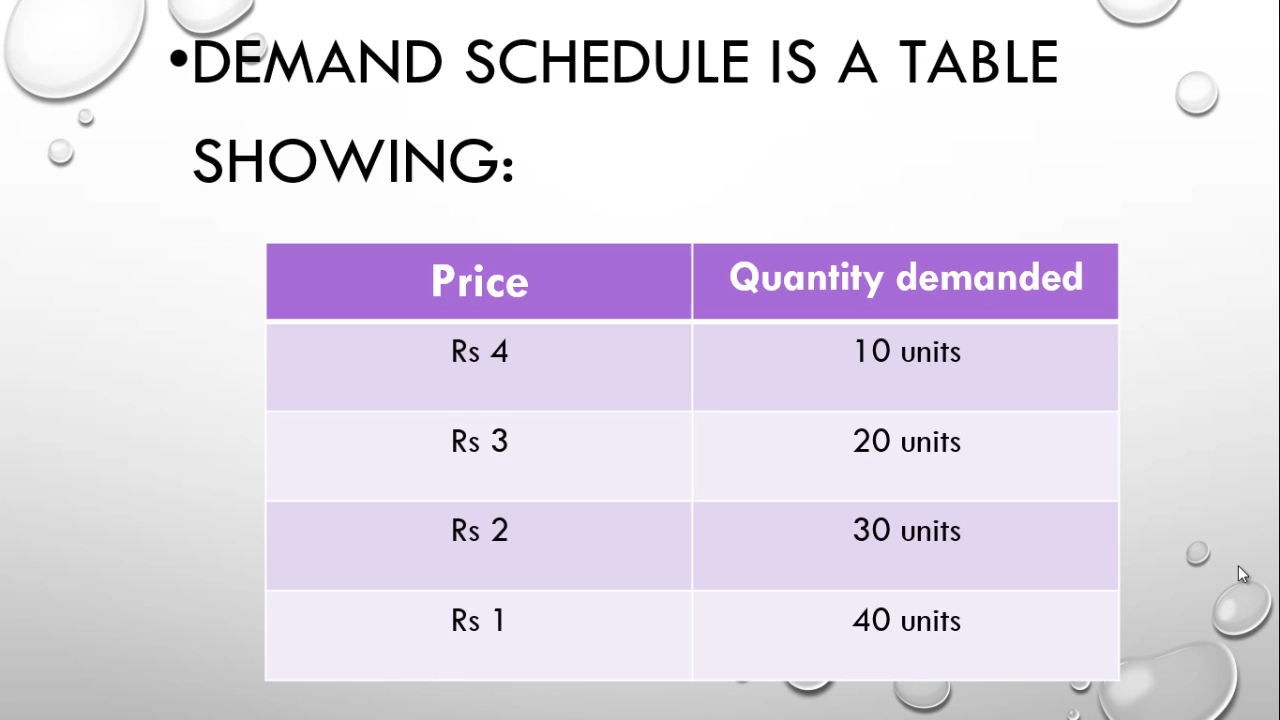 •DEMAND SCHEDULE IS A TABLE
SHOWING:
Price Quantity demanded
Rs 4 10 units
Rs 3 20 units
Rs 2 30 units
Rs 1 40 units